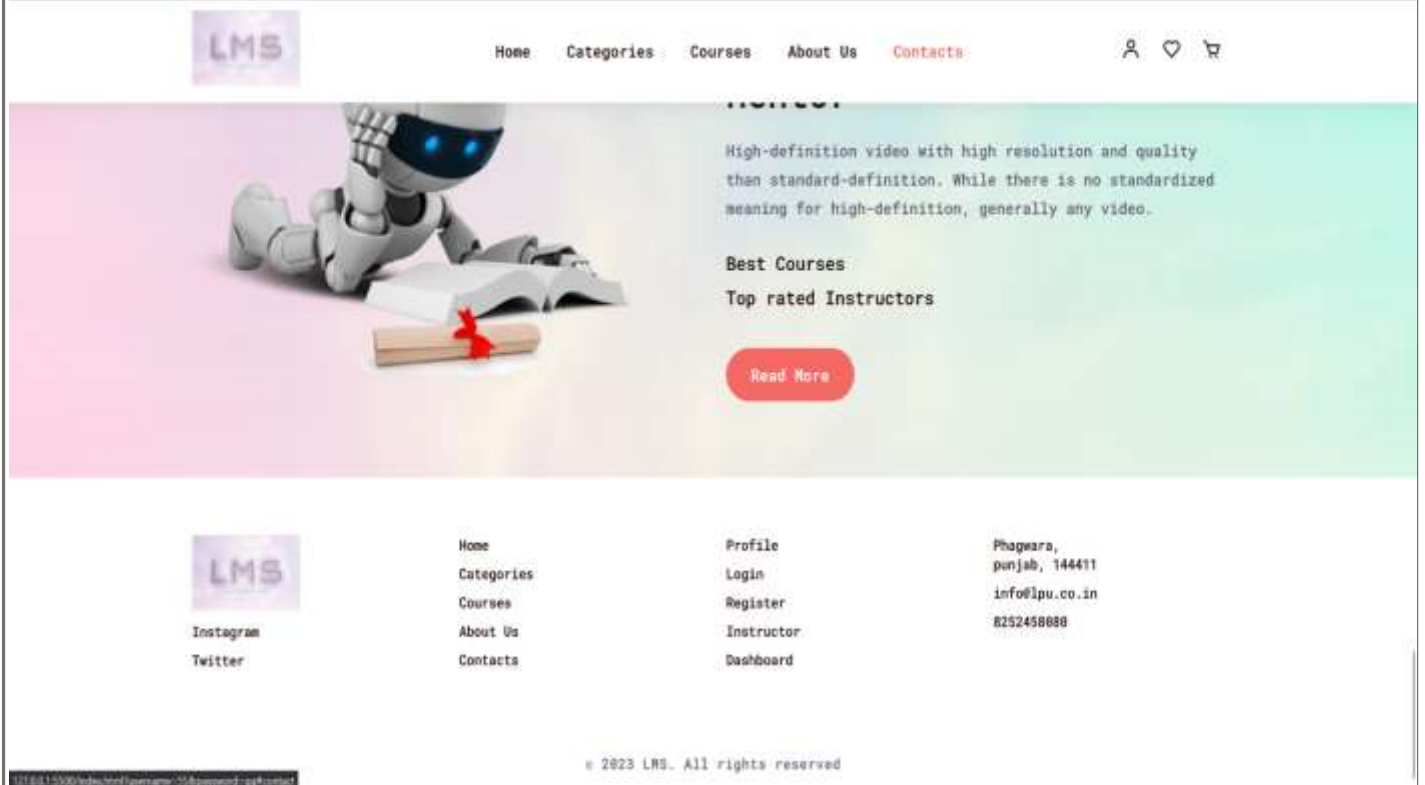 LMS
Home Categories Courses About Us Contacts
High-definition video with high resolution and quality
than standard-definition. While there is no standardized
meaning for high-definition, generally any video.
Best Courses
Top rated Instructors
Read More
LMS
Instagram
Twitter
Home
Categories
Courses
About Us
Contacts
Profile
Login
Register
Instructor
Dashboard
Phagwara,
punjab, 144411
info@lpu.co.in
© 2023 LMS. All rights reserved